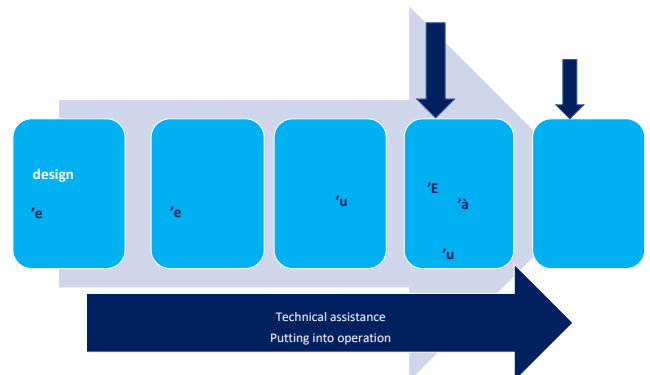 design
’e
’e
’u
’E
’à
’u
Technical assistance
Putting into operation